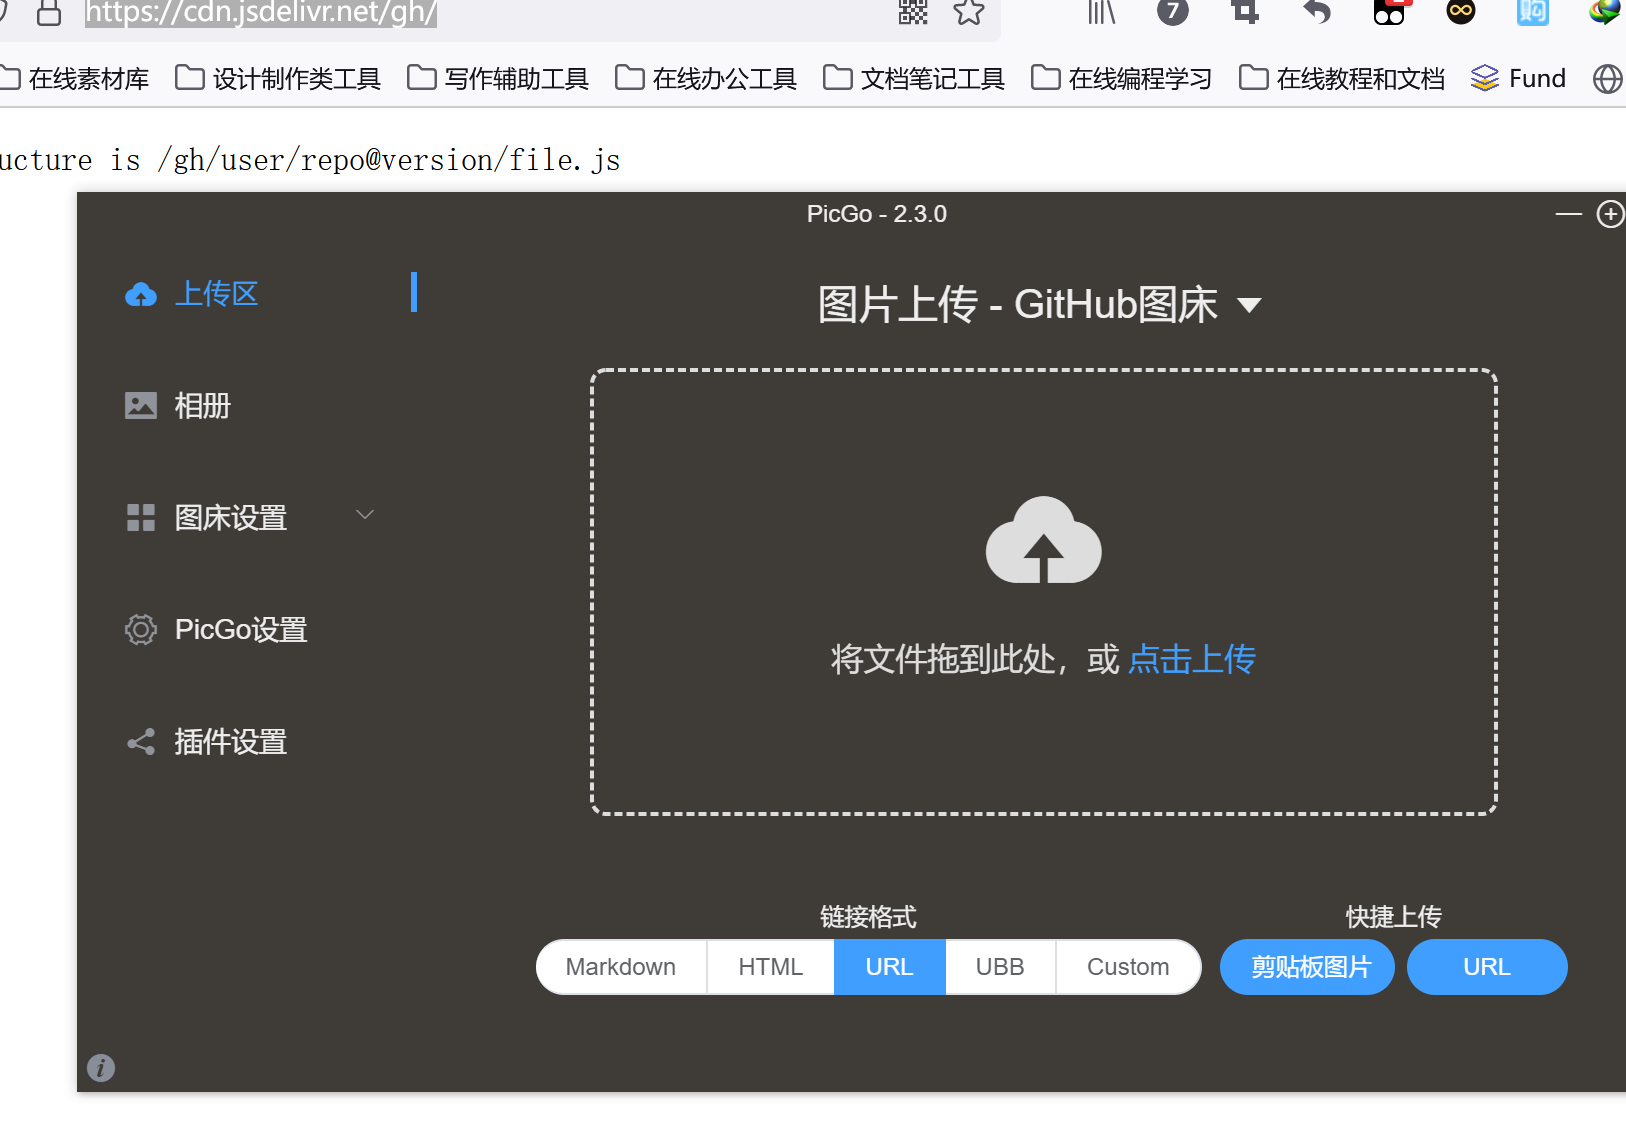 https://cdn.jsdelivr.net/gh/
7
购
在线素材库 设计制作类工具 写作辅助工具 在线办公工具 文档笔记工具 在线编程学习 在线教程和文档 Fund
ucture is /gh/user/repo@version/file.js
PicGo - 2.3.0
上传区
相册
图床设置
PicGo设置
插件设置
图片上传 - GitHub图床
将文件拖到此处，或 点击上传
链接格式 快捷上传
Markdown HTML URL UBB Custom 剪贴板图片 URL
i